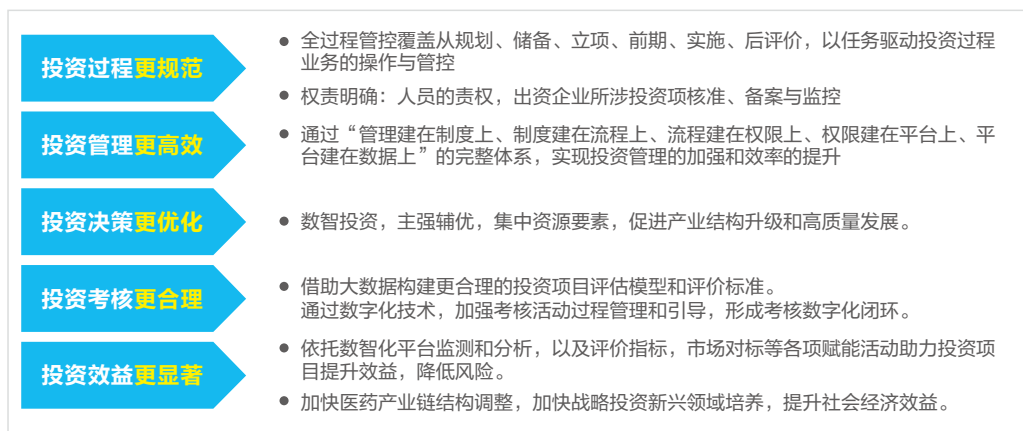 投资过程更规范
● 全过程管控覆盖从规划、储备、立项、前期、实施、后评价，以任务驱动投资过程
业务的操作与管控
● 权责明确：人员的责权，出资企业所涉投资项核准、备案与监控
投资管理更高效
● 通过“管理建在制度上、制度建在流程上、流程建在权限上、权限建在平台上、平
台建在数据上”的完整体系，实现投资管理的加强和效率的提升
投资决策更优化
● 数智投资，主强辅优，集中资源要素，促进产业结构升级和高质量发展。
投资考核更合理
● 借助大数据构建更合理的投资项目评估模型和评价标准。
通过数字化技术，加强考核活动过程管理和引导，形成考核数字化闭环。
投资效益更显著
● 依托数智化平台监测和分析，以及评价指标，市场对标等各项赋能活动助力投资项
目提升效益，降低风险。
● 加快医药产业链结构调整，加快战略投资新兴领域培养，提升社会经济效益。